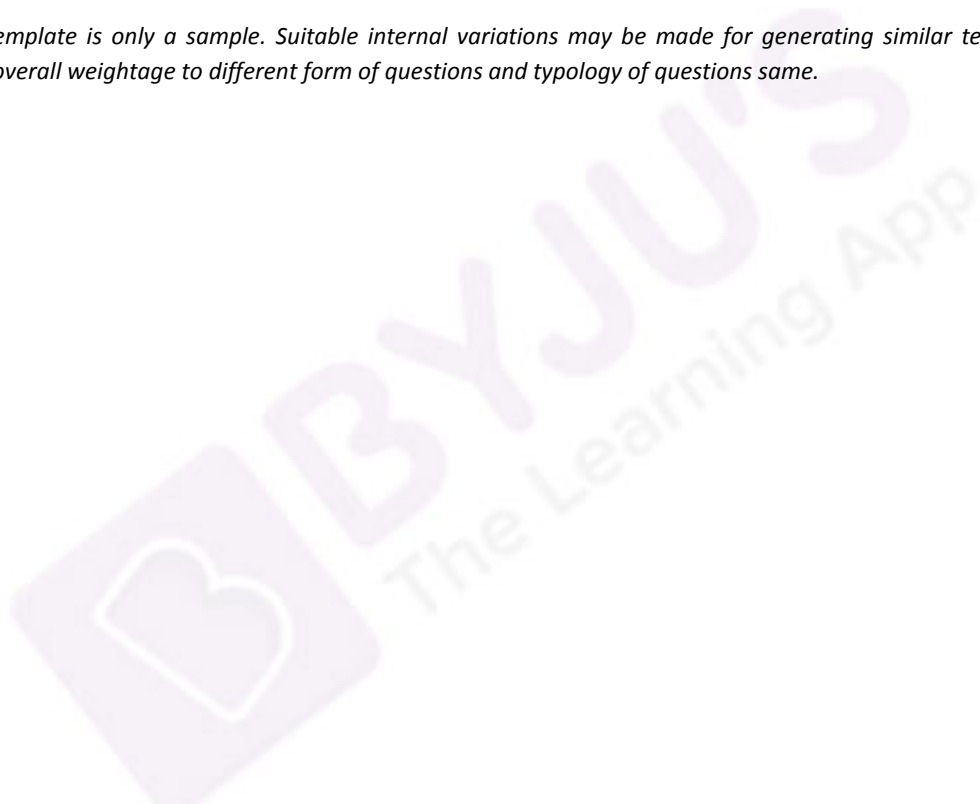 emplate is only a sample. Suitable internal variations may be made for generating similar te
overall weightage to different form of questions and typology of questions same.
BYJU'S
The Learning App